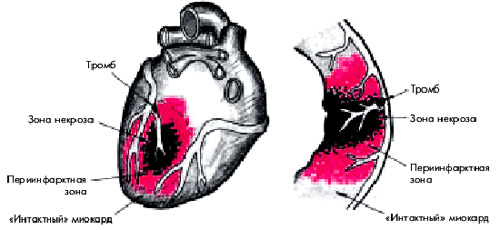 Тромб
Зона некроза
Периинфарктная
зона
«Интактный» миокард
Тромб
Зона некроза
Периинфарктная
зона
«Интактный» миокард